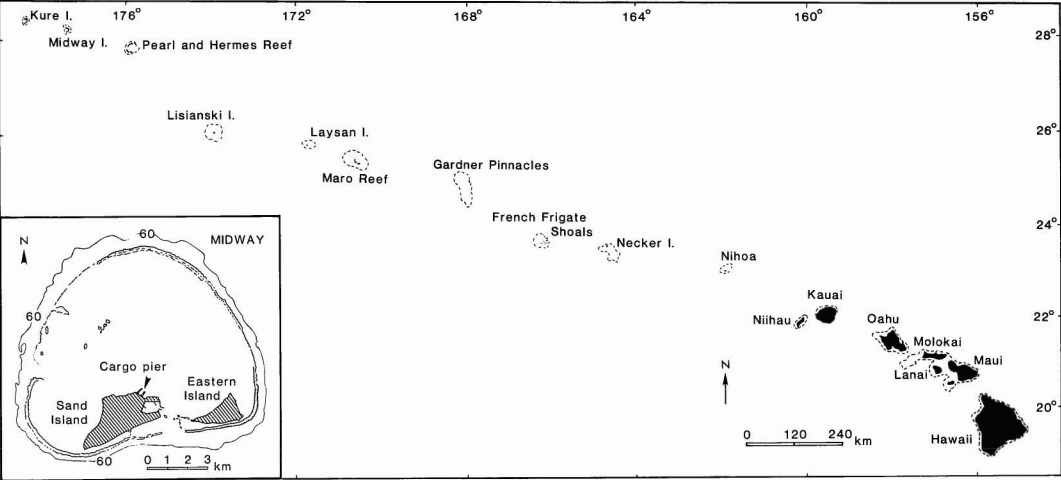 176° 172° 168° 164° 160° 156°
Kure I.
28°
Midway I.
Pearl and Hermes Reef
Lisianski I.
26°
Laysan I.
Maro Reef
Gardner Pinnacles
French Frigate
Shoals
24°
Necker I.
Nihoa
Kauai
Niihau
22°
Oahu
Molokai
Maui
Lanai
20°
Hawaii
N
0 120 240 km
N
60
MIDWAY
60
Cargo pier
Eastern
Island
Sand
Island
60
0 1 2 3
km